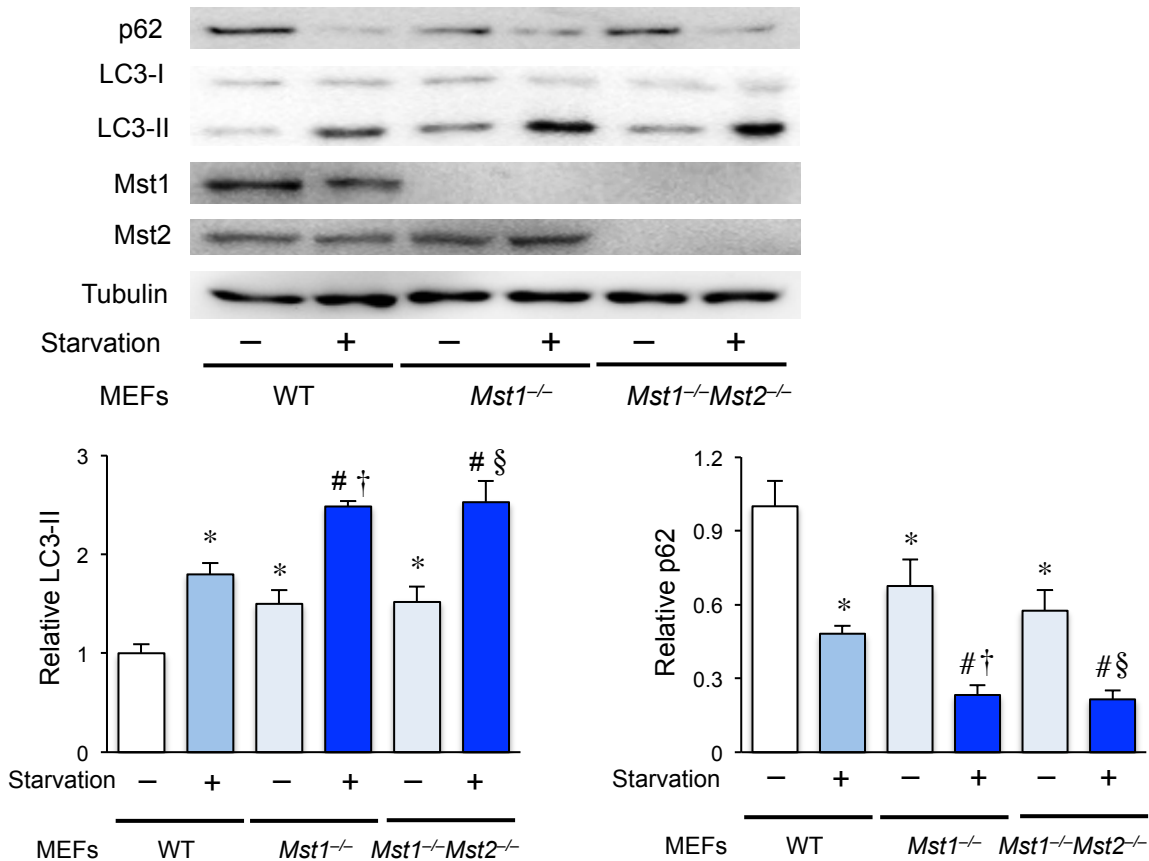 p62
LC3-I
LC3-II
Mst1
Mst2
Tubulin
Starvation – + – + – +
MEFs WT Mst1–/– Mst1–/–Mst2–/–
Relative LC3-II
3
2
1
0
* * # † * # §
Starvation – + – + – +
MEFs WT Mst1–/– Mst1–/–Mst2–/–
Relative p62
1.2
0.9
0.6
0.3
0
* * # † * # §
Starvation – + – + – +
MEFs WT Mst1–/– Mst1–/–Mst2–/–